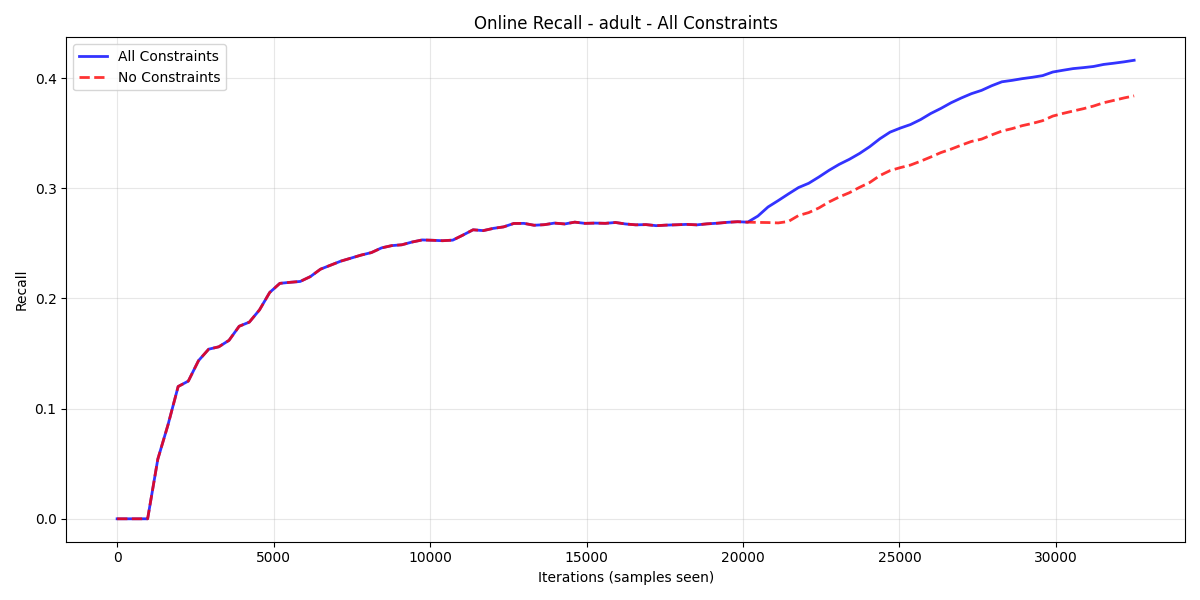 Online Recall - adult - All Constraints
All Constraints
No Constraints
0.4
0.3
0.2
0.1
0.0
Recall
0 5000 10000 15000 20000 25000 30000
Iterations (samples seen)